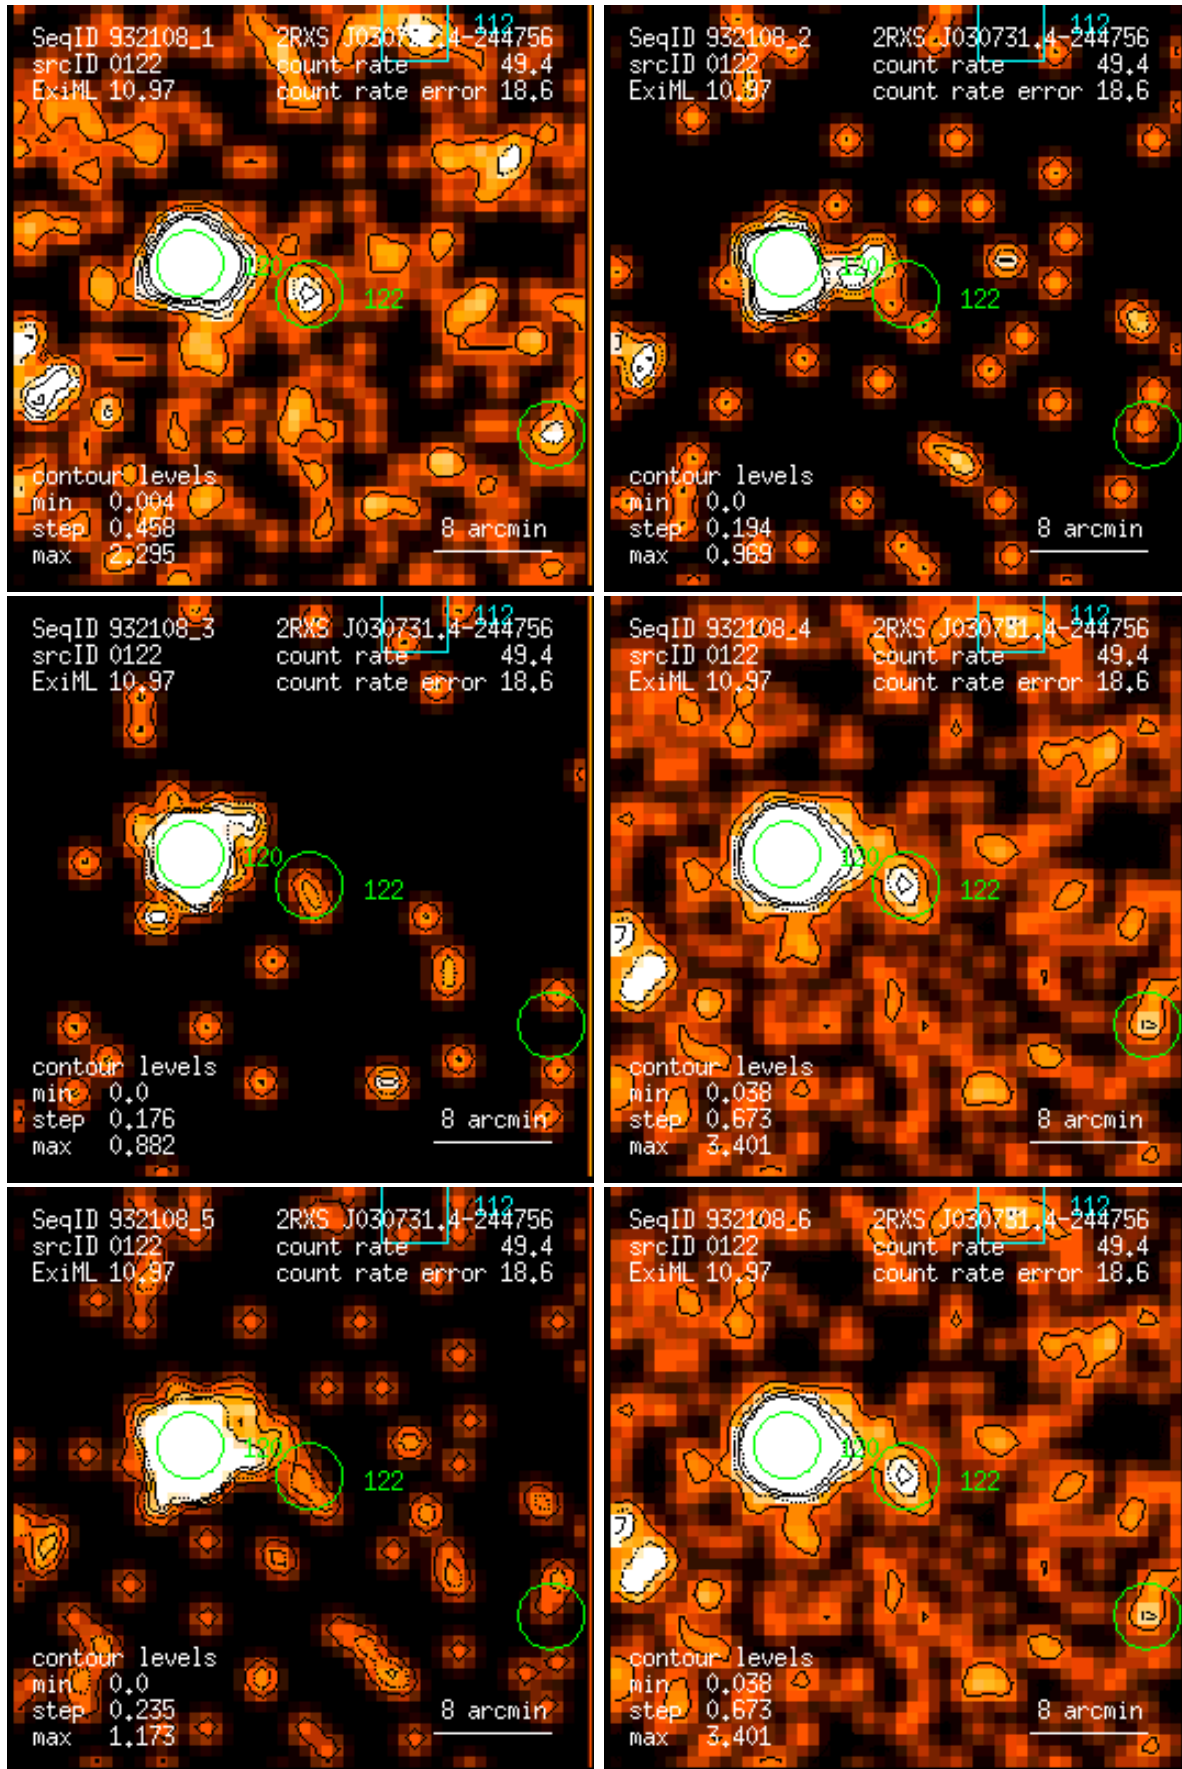 112
SeqID 932108_1 2RXS J030731.4-244756
srcID 0122 count rate 49.4
ExiML 10.97 count rate error 18.6
120
122
contour levels
min 0.004
step 0.458 8 arcmin
max 2.295
112
SeqID 932108_2 2RXS J030731.4-244756
srcID 0122 count rate 49.4
ExiML 10.97 count rate error 18.6
120
122
contour levels
min 0.0
step 0.194 8 arcmin
max 0.969
112
SeqID 932108_3 2RXS J030731.4-244756
srcID 0122 count rate 49.4
ExiML 10.97 count rate error 18.6
120
122
contour levels
min 0.0
step 0.176 8 arcmin
max 0.882
112
SeqID 932108_4 2RXS J030731.4-244756
srcID 0122 count rate 49.4
ExiML 10.97 count rate error 18.6
120
122
contour levels
min 0.038
step 0.673 8 arcmin
max 3.401
112
SeqID 932108_5 2RXS J030731.4-244756
srcID 0122 count rate 49.4
ExiML 10.97 count rate error 18.6
120
122
contour levels
min 0.0
step 0.235 8 arcmin
max 1.173
112
SeqID 932108_6 2RXS J030731.4-244756
srcID 0122 count rate 49.4
ExiML 10.97 count rate error 18.6
120
122
contour levels
min 0.038
step 0.673 8 arcmin
max 3.401